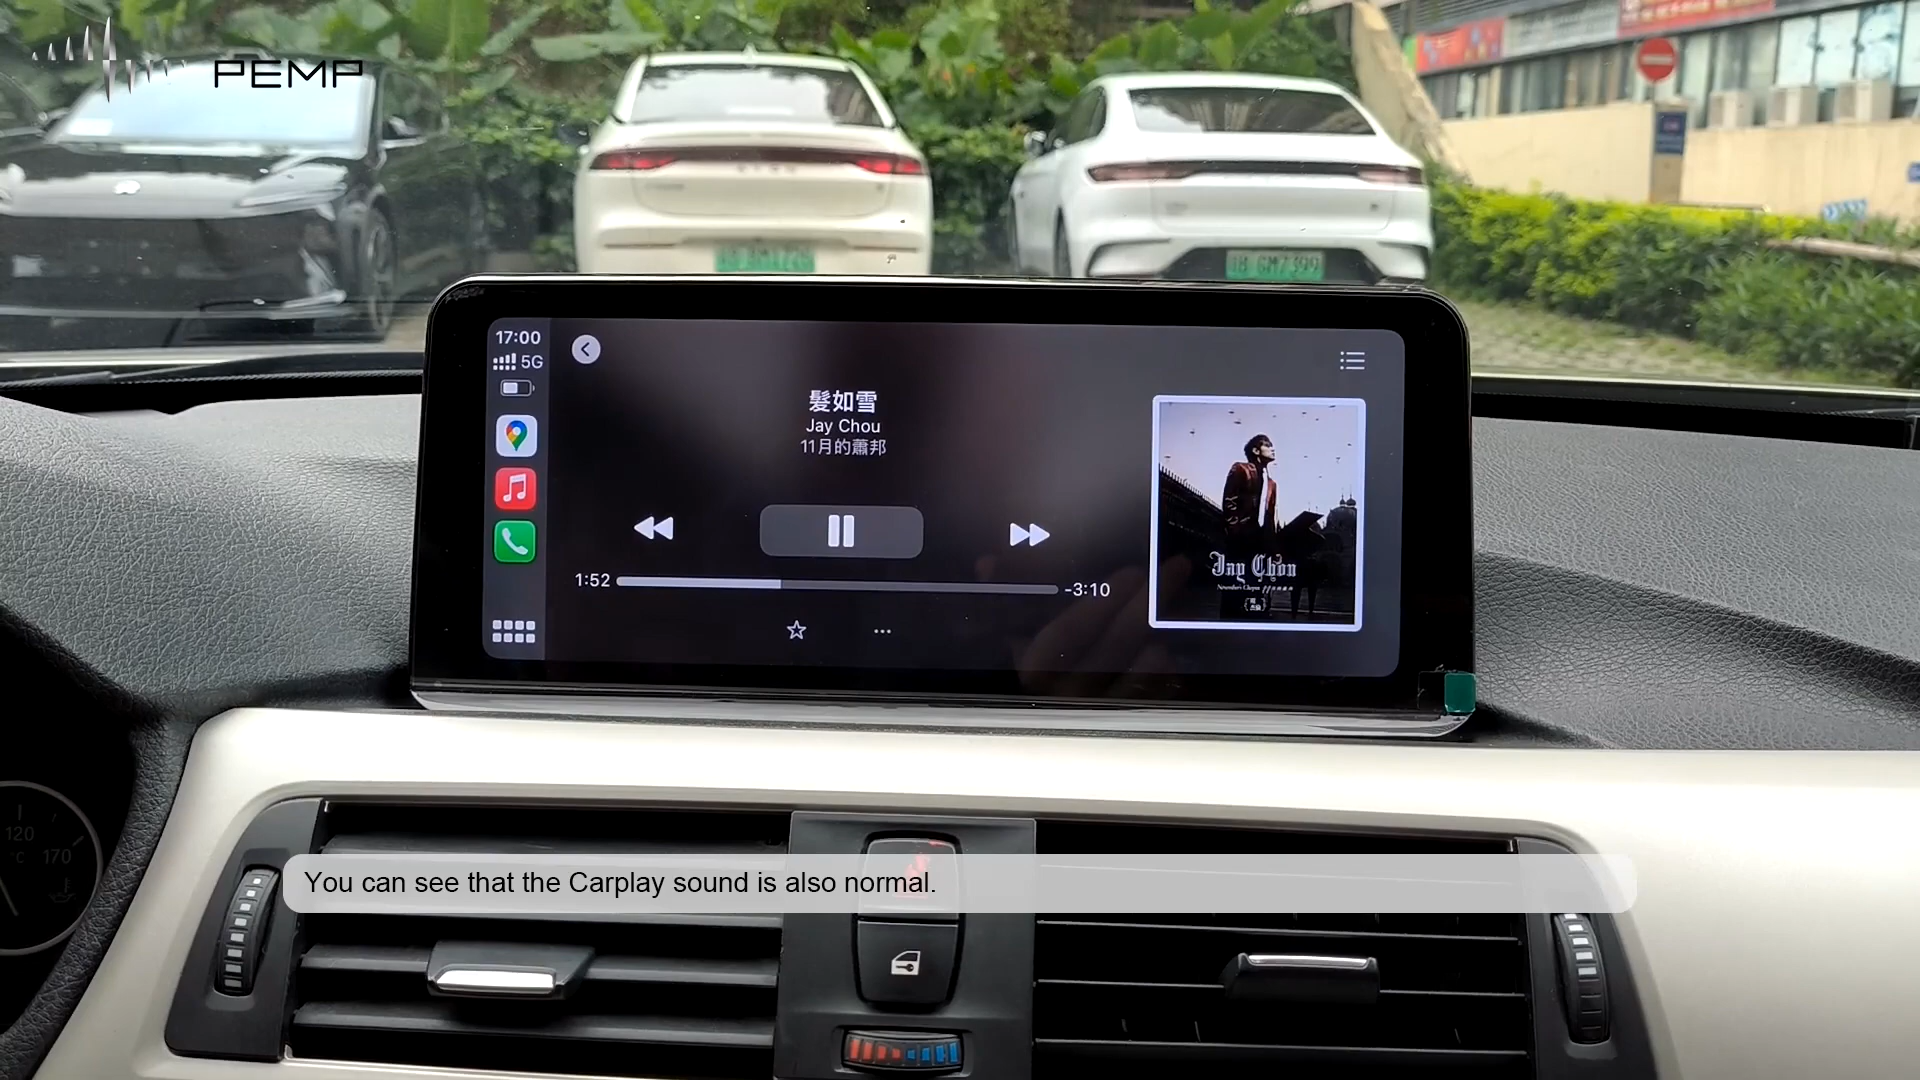 PEMP
17:00
5G
髮如雪
Jay Chou
11月的蕭邦
1:52
-3:10
Jay Chou
120
°C 170
You can see that the Carplay sound is also normal.